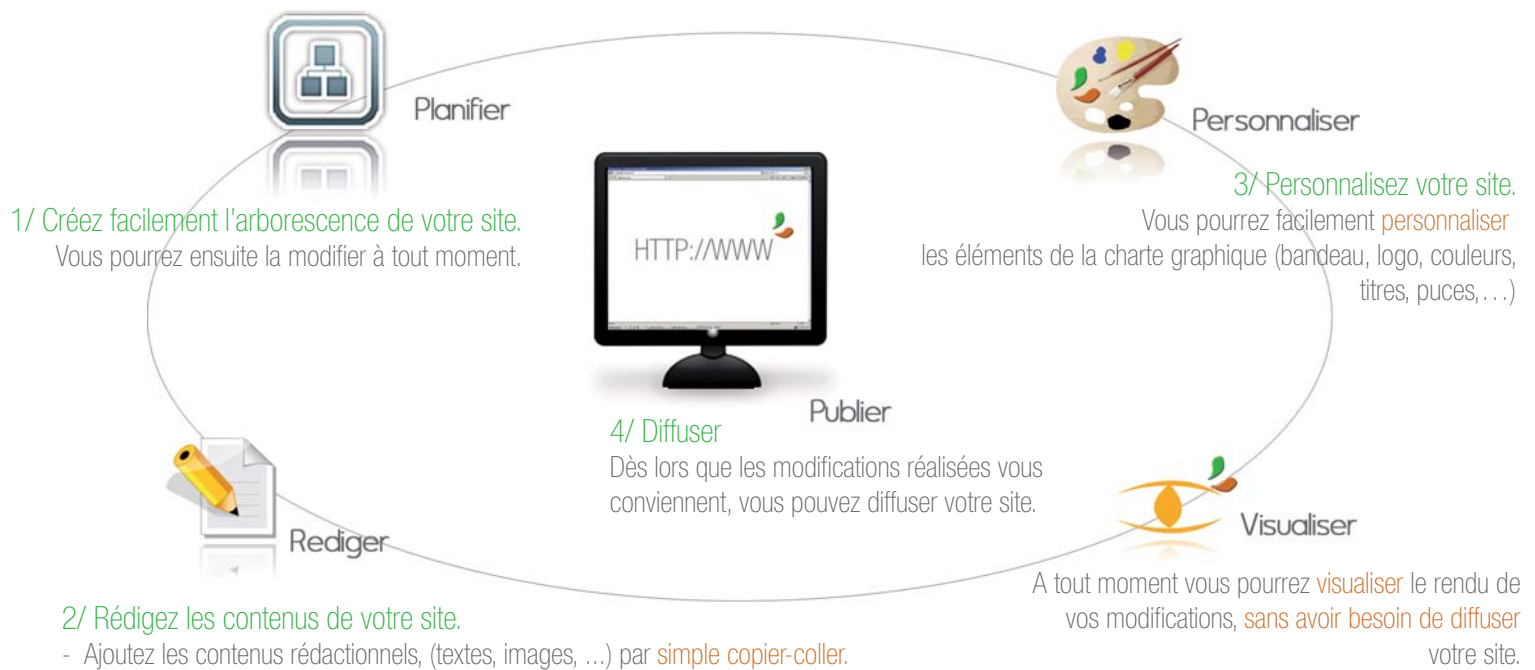 Planifier
1/ Créez facilement l'arborescence de votre site.
Vous pourrez ensuite la modifier à tout moment.
Rediger
2/ Rédigez les contenus de votre site.
- Ajoutez les contenus rédactionnels, (textes, images, ...) par simple copier-coller.
Personnaliser
3/ Personnalisez votre site.
Vous pourrez facilement personnaliser
les éléments de la charte graphique (bandeau, logo, couleurs,
titres, puces,…)
HTTP://WWW
Publier
4/ Diffuser
Dès lors que les modifications réalisées vous
conviennent, vous pouvez diffuser votre site.
Visualiser
A tout moment vous pourrez visualiser le rendu de
vos modifications, sans avoir besoin de diffuser
votre site.